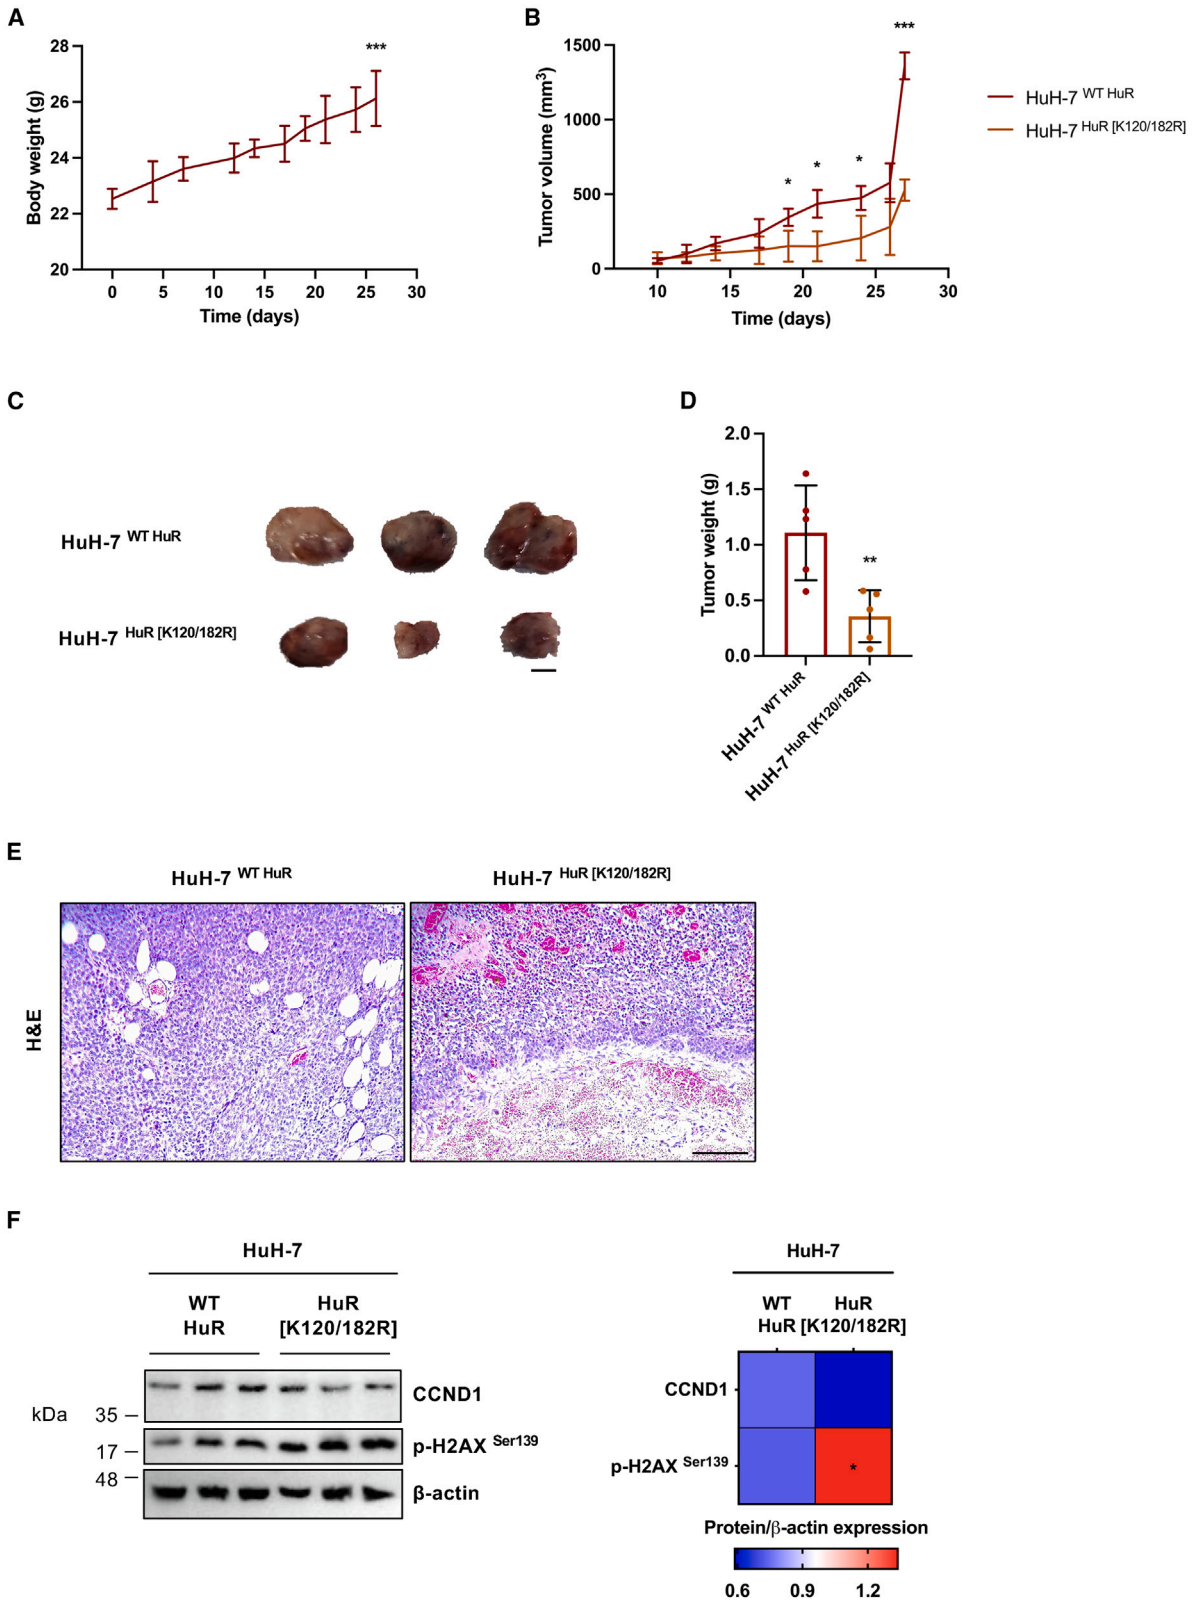 A
Body weight (g)
28
26
24
22
20
***
0 5 10 15 20 25 30
Time (days)
B
Tumor volume (mm3)
1500
1000
500
0
* * * ***
10 15 20 25 30
Time (days)
HuH-7 WT HuR
HuH-7 HuR [K120/182R]
C
HuH-7 WT HuR
HuH-7 HuR [K120/182R]
D
Tumor weight (g)
2.0
1.5
1.0
0.5
0.0
**
HuH-7 WT HuR
HuH-7 HuR [K120/182R]
E
HuH-7 WT HuR
HuH-7 HuR [K120/182R]
H&E
F
HuH-7
WT
HuR
HuR
[K120/182R]
kDa
35
17
48
CCND1
p-H2AX Ser139
β-actin
HuH-7
WT
HuR
HuR
[K120/182R]
CCND1
p-H2AX Ser139
*
Protein/β-actin expression
0.6 0.9 1.2